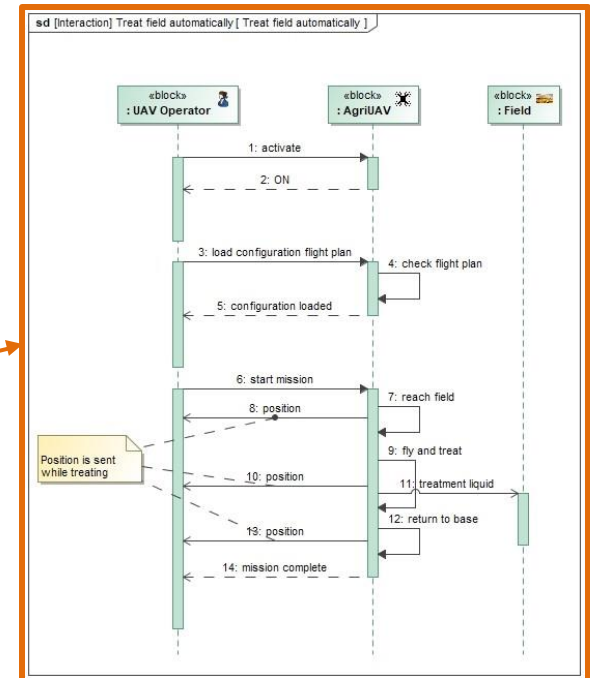 sd [Interaction] Treat field automatically [ Treat field automatically ]
«block»
: UAV Operator
«block»
: AgriUAV
«block»
: Field
1: activate
2: ON
3: load configuration flight plan
4: check flight plan
5: configuration loaded
6: start mission
7: reach field
8: position
9: fly and treat
Position is sent
while treating
10: position
11: treatment liquid
12: return to base
13: position
14: mission complete